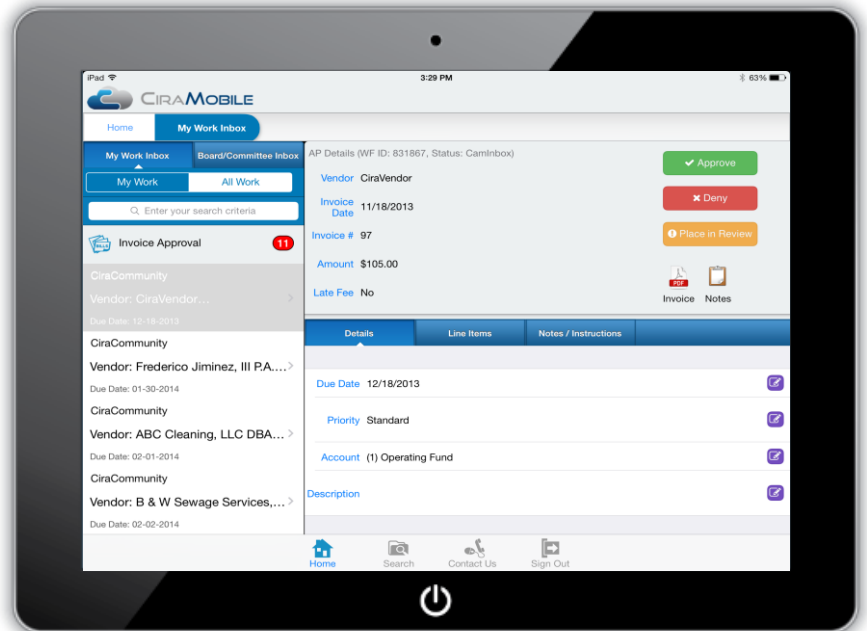 iPad
3:29 PM
63%
CIRAMOBILE
Home
My Work Inbox
My Work Inbox
Board/Committee Inbox
My Work
All Work
Enter your search criteria
BILLS
Invoice Approval
11
CiraCommunity
Vendor: CiraVendor...
Due Date: 12-18-2013
CiraCommunity
Vendor: Frederico Jiminez, III P.A....
Due Date: 01-30-2014
CiraCommunity
Vendor: ABC Cleaning, LLC DBA...
Due Date: 02-01-2014
CiraCommunity
Vendor: B & W Sewage Services,...
Due Date: 02-02-2014
AP Details (WF ID: 831867, Status: CamInbox)
Vendor CiraVendor
Invoice
Date 11/18/2013
Invoice # 97
Amount $105.00
Late Fee No
Approve
Deny
Place in Review
PDF
Invoice
Notes
Details
Line Items
Notes / Instructions
Due Date 12/18/2013
Priority Standard
Account (1) Operating Fund
Description
Home
Search
Contact Us
Sign Out